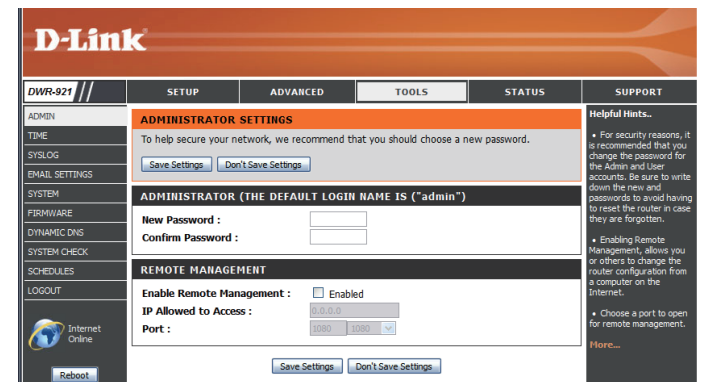 D-Link
DWR-921
SETUP
ADVANCED
TOOLS
STATUS
SUPPORT
ADMIN
TIME
SYSLOG
EMAIL SETTINGS
SYSTEM
FIRMWARE
DYNAMIC DNS
SYSTEM CHECK
SCHEDULES
LOGOUT
Internet
Online
Reboot
ADMINISTRATOR SETTINGS
To help secure your network, we recommend that you should choose a new password.
Save Settings
Don't Save Settings
ADMINISTRATOR (THE DEFAULT LOGIN NAME IS ("admin")
New Password :
Confirm Password :
REMOTE MANAGEMENT
Enable Remote Management :
Enabled
IP Allowed to Access :
0.0.0.0
Port :
1080
1080
Save Settings
Don't Save Settings
Helpful Hints..
• For security reasons, it
is recommended that you
change the password for
the Admin and User
accounts. Be sure to write
down the new and
passwords to avoid having
to reset the router in case
they are forgotten.
• Enabling Remote
Management, allows you
or others to change the
router configuration from
a computer on the
Internet.
• Choose a port to open
for remote management.
More...